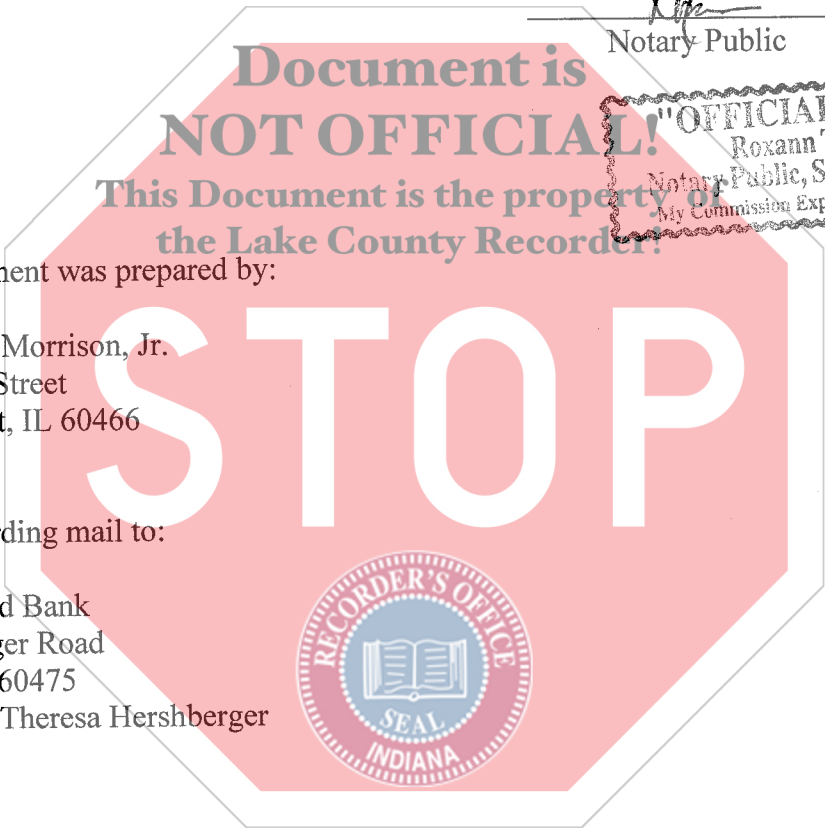 Notary Public
Document is
NOT OFFICIAL!
This Document is the property of
the Lake County Recorder!
"OFFICIAL
Roxann
Notary Public, S
My Commission Exp
ment was prepared by:
Morrison, Jr.
Street
t, IL 60466
STOP
ding mail to:
d Bank
ger Road
60475
Theresa Hershberger
RECORDER'S OFFICE
SEAL
INDIANA